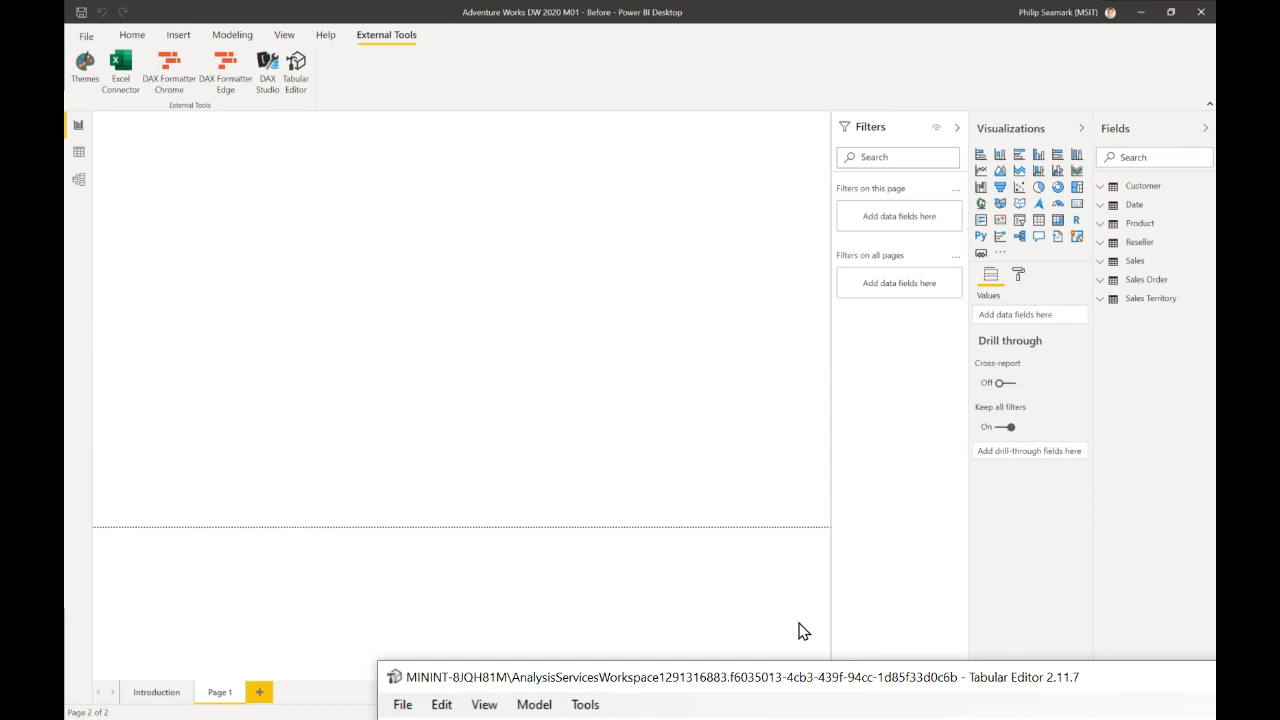 Adventure Works DW 2020 M01 - Before - Power BI Desktop
Philip Seamark (MSIT)
File
Home
Insert
Modeling
View
Help
External Tools
Themes
Excel
Connector
DAX Formatter
Chrome
DAX Formatter
Edge
DAX
Studio
Tabular
Editor
External Tools
Filters
Search
Filters on this page
...
Add data fields here
Filters on all pages
...
Add data fields here
Visualizations
R
Py
...
Values
Add data fields here
Drill through
Cross-report
Off
Keep all filters
On
Add drill-through fields here
Fields
Search
Customer
Date
Product
Reseller
Sales
Sales Order
Sales Territory
Introduction
Page 1
+
Page 2 of 2
MININT-8JQH81M\AnalysisServicesWorkspace1291316883.f6035013-4cb3-439f-94cc-1d85f33d0c6b - Tabular Editor 2.11.7
File
Edit
View
Model
Tools